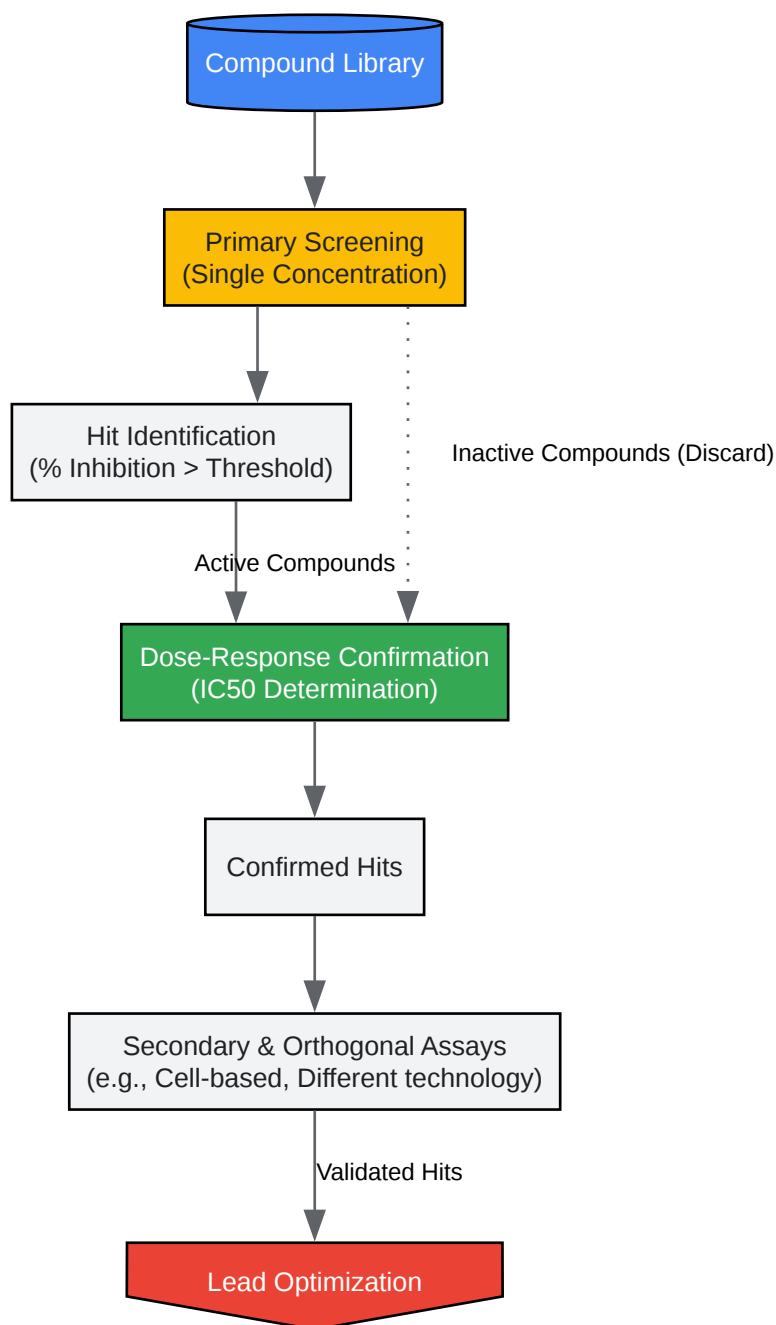 Compound Library
Primary Screening
(Single Concentration)
Hit Identification
(% Inhibition > Threshold)
Inactive Compounds (Discard)
Active Compounds
Dose-Response Confirmation
(IC50 Determination)
Confirmed Hits
Secondary & Orthogonal Assays
(e.g., Cell-based, Different technology)
Validated Hits
Lead Optimization